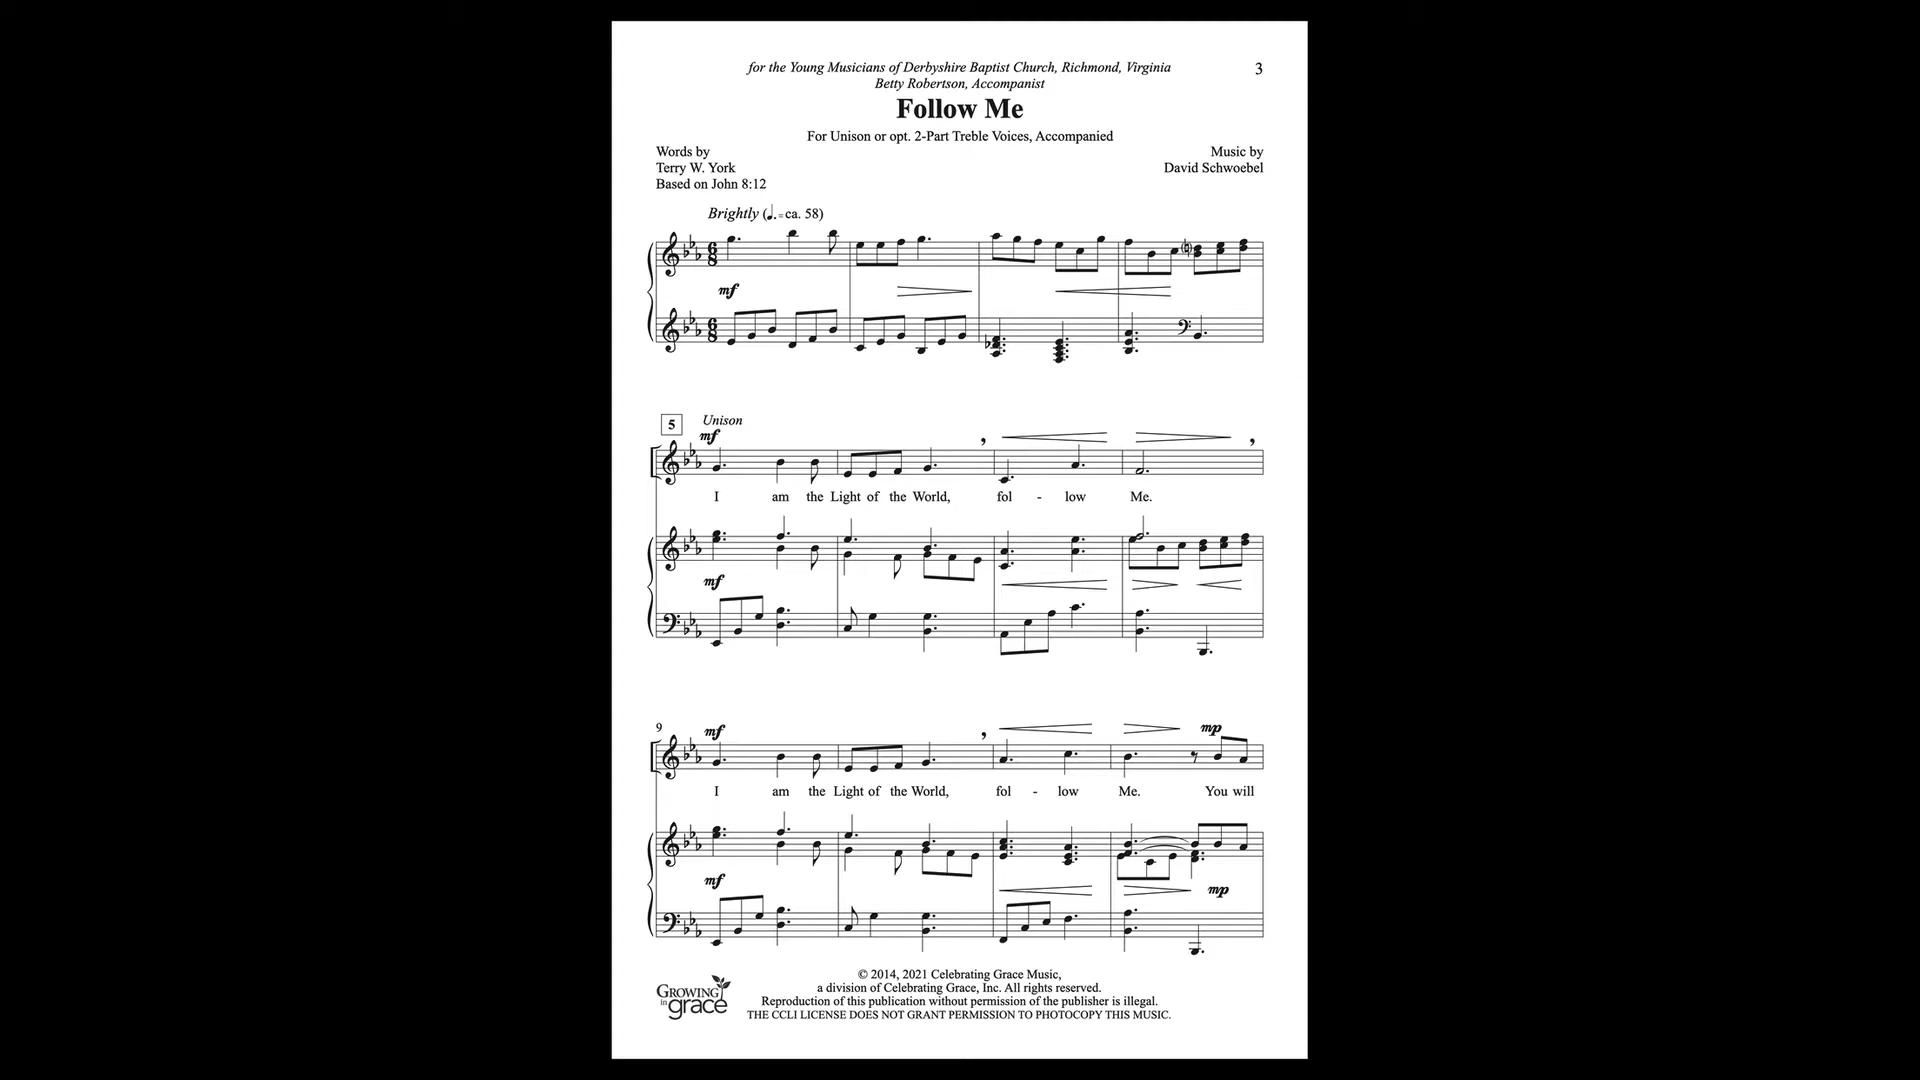 for the Young Musicians of Derbyshire Baptist Church, Richmond, Virginia
3
Betty Robertson, Accompanist
Follow Me
For Unison or opt. 2-Part Treble Voices, Accompanied
Words by
Terry W. York
Based on John 8:12
Music by
David Schwoebel
Brightly (♩. = ca. 58)
6 8
mf
6 8
5 Unison
mf
I am the Light of the World, fol - low Me.
mf
9 mf mp
I am the Light of the World, fol - low Me. You will
mf mp
© 2014, 2021 Celebrating Grace Music,
a division of Celebrating Grace, Inc. All rights reserved.
Reproduction of this publication without permission of the publisher is illegal.
THE CCLI LICENSE DOES NOT GRANT PERMISSION TO PHOTOCOPY THIS MUSIC.
GROWING
in grace